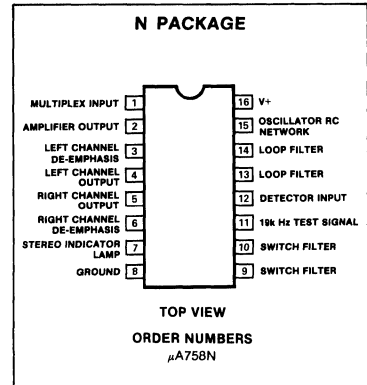 N PACKAGE
MULTIPLEX INPUT 1
AMPLIFIER OUTPUT 2
LEFT CHANNEL
DE-EMPHASIS 3
LEFT CHANNEL
OUTPUT 4
RIGHT CHANNEL
OUTPUT 5
RIGHT CHANNEL
DE-EMPHASIS 6
STEREO INDICATOR
LAMP 7
GROUND 8
16 V+
15 OSCILLATOR RC
NETWORK
14 LOOP FILTER
13 LOOP FILTER
12 DETECTOR INPUT
11 19k Hz TEST SIGNAL
10 SWITCH FILTER
9 SWITCH FILTER
TOP VIEW
ORDER NUMBERS
μA758N